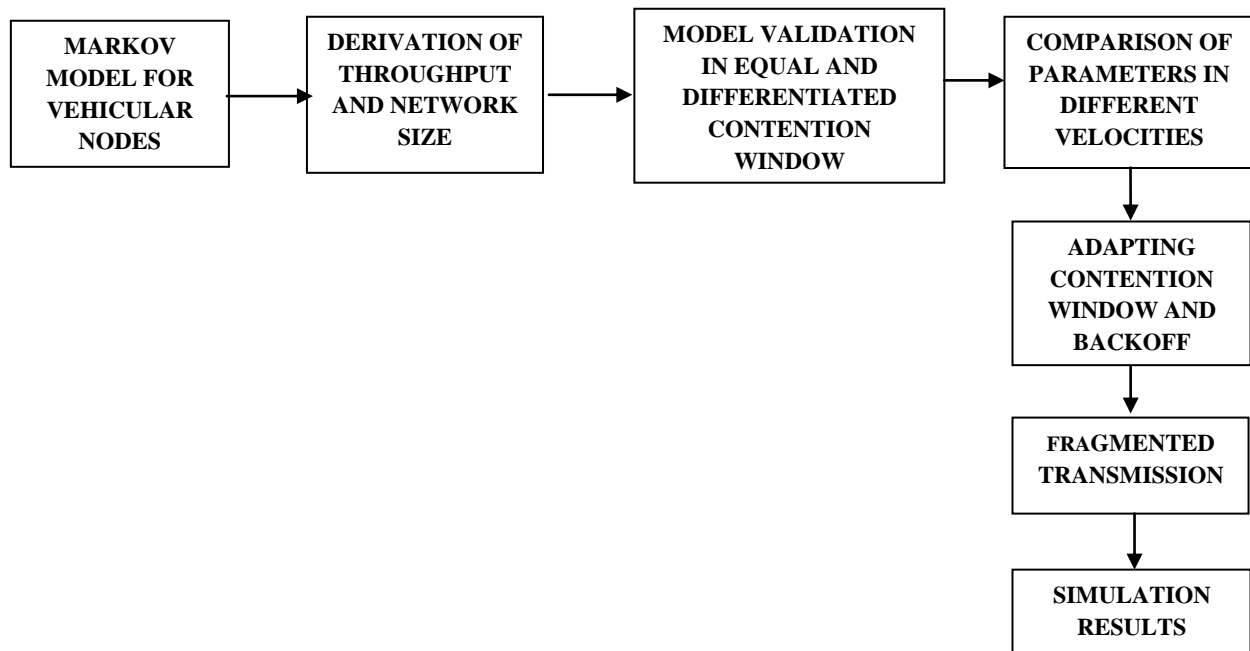 MARKOV
MODEL FOR
VEHICULAR
NODES
DERIVATION OF
THROUGHPUT
AND NETWORK
SIZE
MODEL VALIDATION
IN EQUAL AND
DIFFERENTIATED
CONTENTION
WINDOW
COMPARISON OF
PARAMETERS IN
DIFFERENT
VELOCITIES
ADAPTING
CONTENTION
WINDOW AND
BACKOFF
FRAGMENTED
TRANSMISSION
SIMULATION
RESULTS